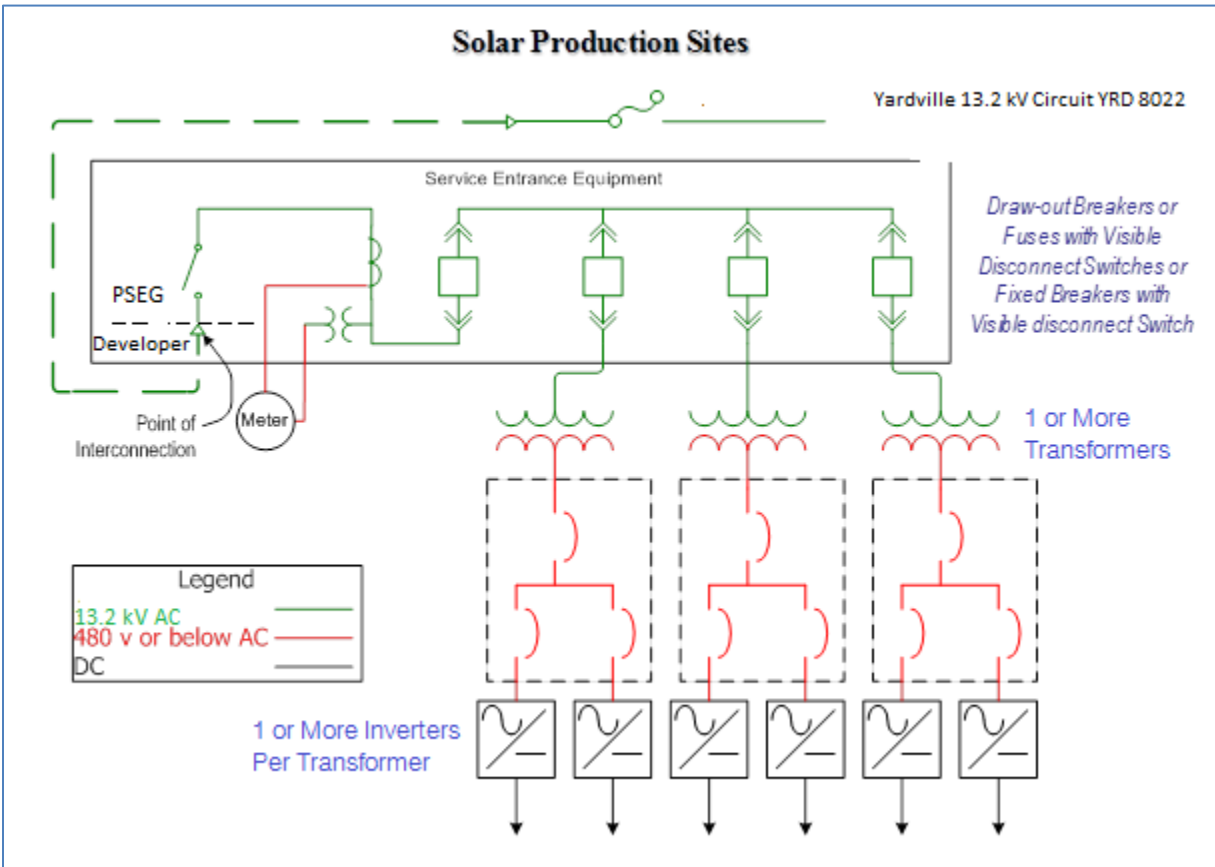 Solar Production Sites
Yardville 13.2 kV Circuit YRD 8022
Service Entrance Equipment
Draw-out Breakers or
Fuses with Visible
Disconnect Switches or
Fixed Breakers with
Visible disconnect Switch
PSEG
Developer
Point of
Interconnection
Meter
1 or More
Transformers
Legend
13.2 kV AC
480 v or below AC
DC
1 or More Inverters
Per Transformer